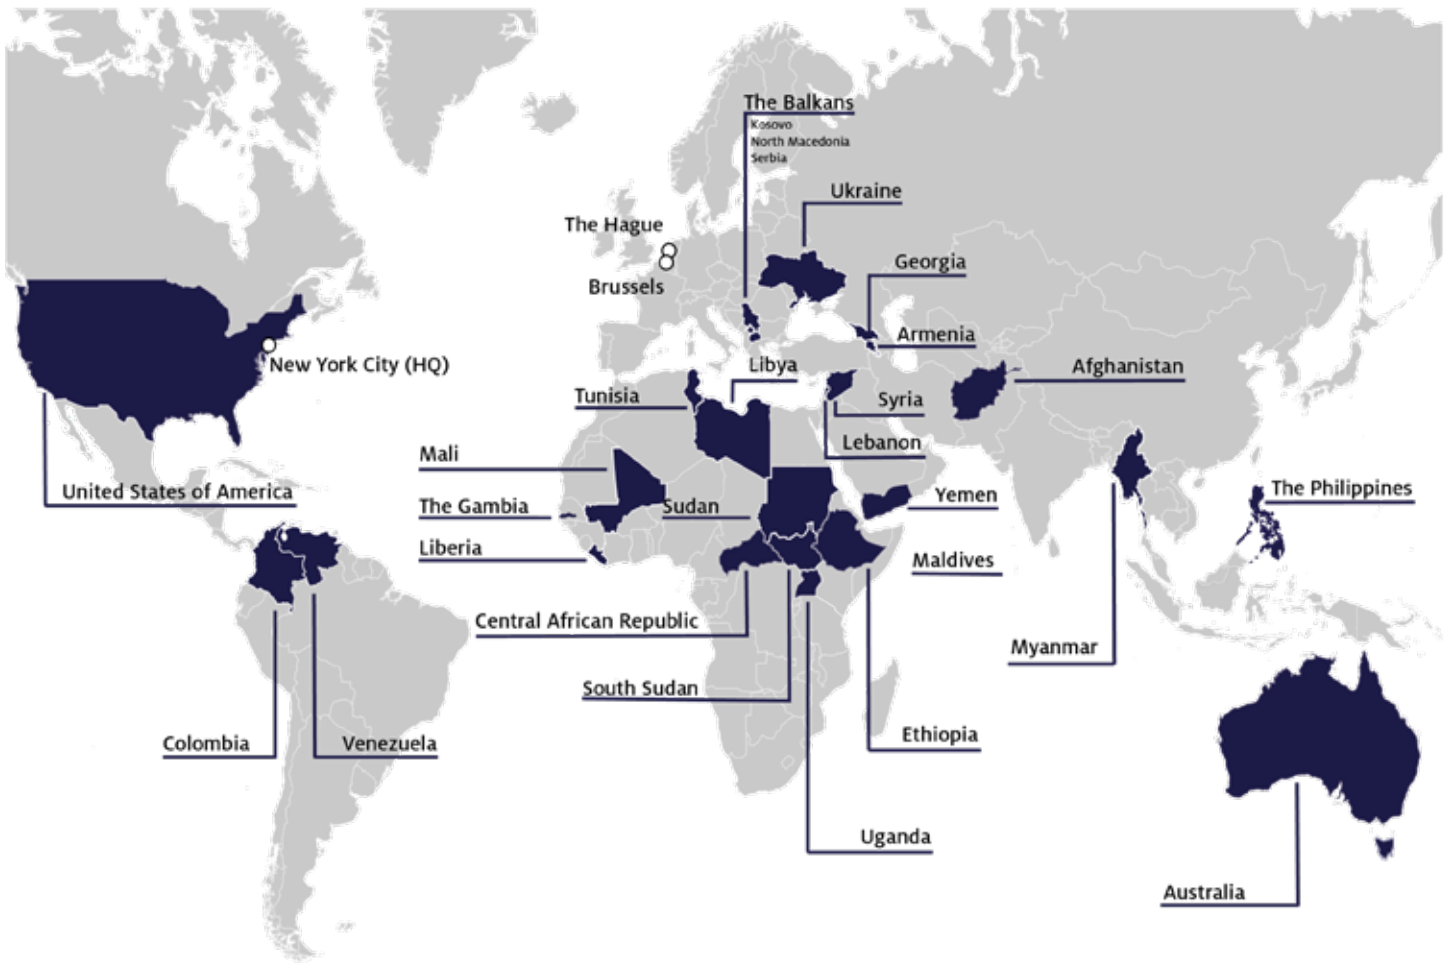 The Balkans
Kosovo
North Macedonia
Serbia
Ukraine
The Hague
Brussels
Georgia
Armenia
New York City (HQ)
Libya
Afghanistan
Tunisia
Syria
Lebanon
Mali
United States of America
The Gambia
Sudan
Yemen
The Philippines
Liberia
Maldives
Central African Republic
Myanmar
South Sudan
Colombia
Venezuela
Ethiopia
Uganda
Australia